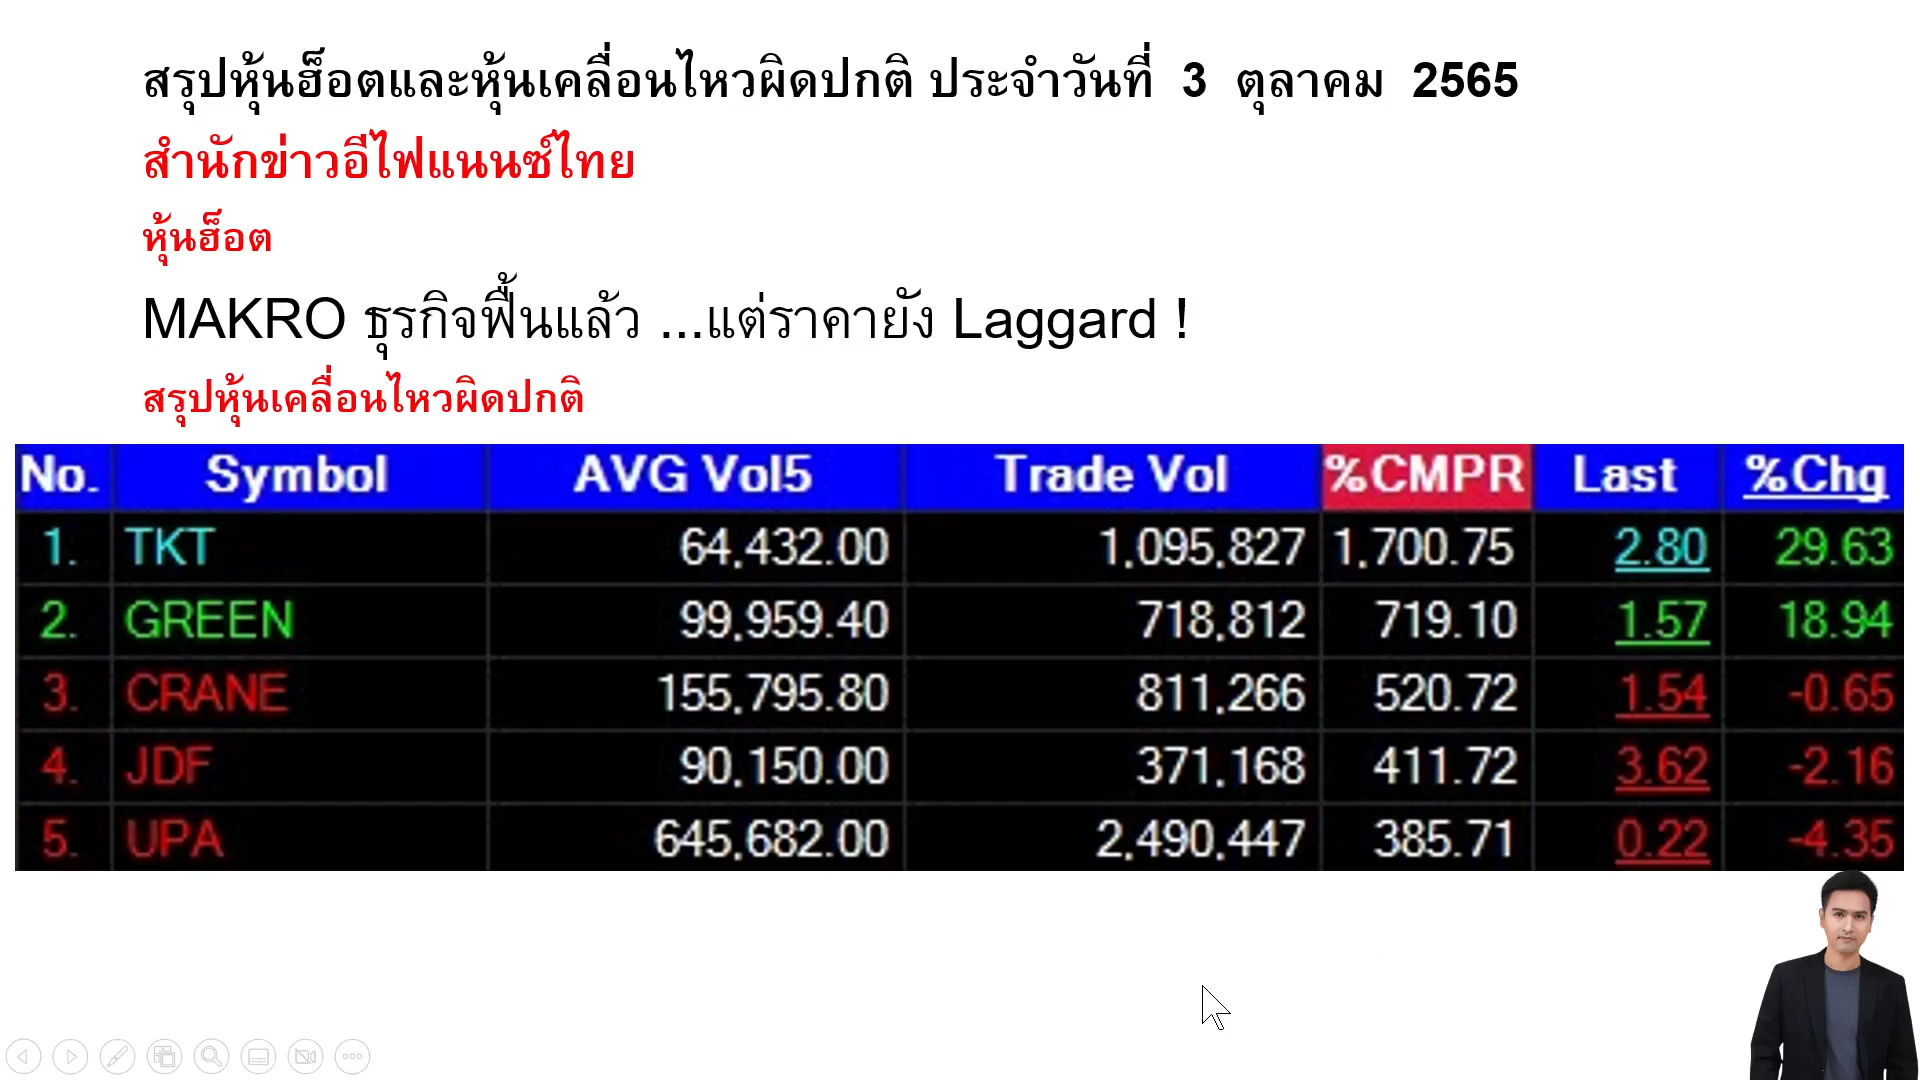 สรุปหุ้นฮ็อตและหุ้นเคลื่อนไหวผิดปกติ ประจำวันที่ 3 ตุลาคม 2565
สำนักข่าวอีไฟแนนซ์ไทย
หุ้นฮ็อต
MAKRO ธุรกิจฟื้นแล้ว ...แต่ราคายัง Laggard !
สรุปหุ้นเคลื่อนไหวผิดปกติ
No. Symbol AVG Vol5 Trade Vol %CMPR Last %Chg
1. TKT 64,432.00 1,095,827 1,700.75 2.80 29.63
2. GREEN 99,959.40 718,812 719.10 1.57 18.94
3. CRANE 155,795.80 811,266 520.72 1.54 -0.65
4. JDF 90,150.00 371,168 411.72 3.62 -2.16
5. UPA 645,682.00 2,490,447 385.71 0.22 -4.35